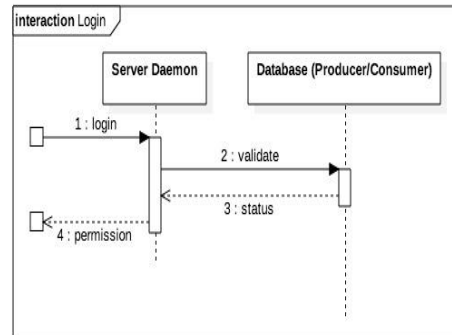 interaction Login
Server Daemon
Database (Producer/Consumer)
1 : login
2 : validate
3 : status
4 : permission